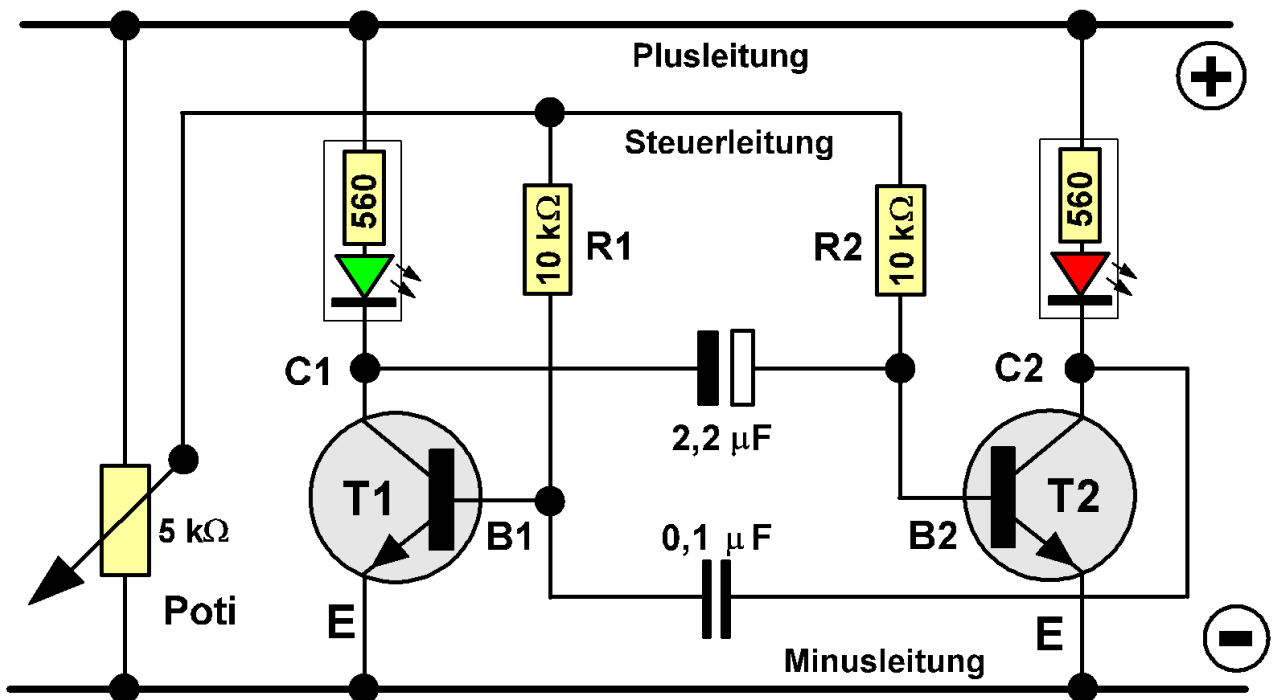 Plusleitung
+
Steuerleitung
560
10 kΩ
R1
R2
10 kΩ
560
C1
C2
2,2 μF
T1
T2
5 kΩ
B1
0,1 μF
B2
Poti
E
E
Minusleitung
-